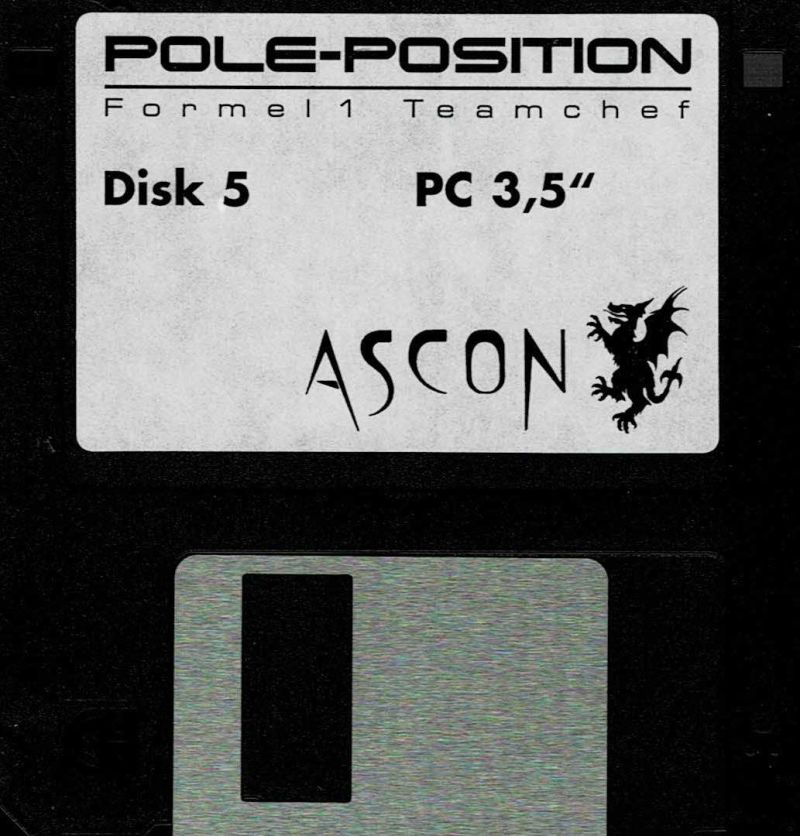 POLE-POSITION
Formel 1 Teamchef
Disk 5 PC 3,5“
ASCON